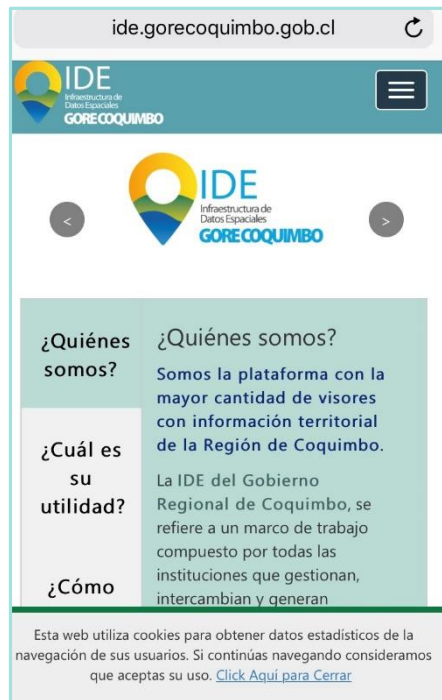 ide.gorecoquimbo.gob.cl
IDE
Infraestructura de
Datos Espaciales
GORE COQUIMBO
<
IDE
Infraestructura de
Datos Espaciales
GORE COQUIMBO
>
¿Quiénes
somos?
¿Cuál es
su
utilidad?
¿Cómo
¿Quiénes somos?
Somos la plataforma con la
mayor cantidad de visores
con información territorial
de la Región de Coquimbo.
La IDE del Gobierno
Regional de Coquimbo, se
refiere a un marco de trabajo
compuesto por todas las
instituciones que gestionan,
intercambian y generan
Esta web utiliza cookies para obtener datos estadísticos de la
navegación de sus usuarios. Si continúas navegando consideramos
que aceptas su uso. Click Aquí para Cerrar